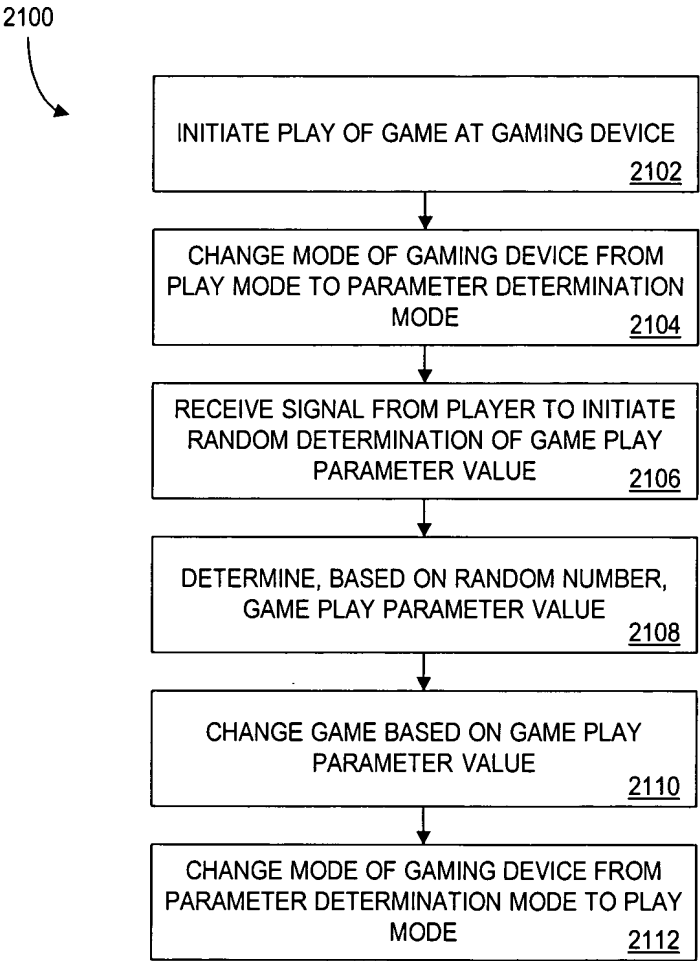 2100
INITIATE PLAY OF GAME AT GAMING DEVICE
2102
CHANGE MODE OF GAMING DEVICE FROM
PLAY MODE TO PARAMETER DETERMINATION
MODE
2104
RECEIVE SIGNAL FROM PLAYER TO INITIATE
RANDOM DETERMINATION OF GAME PLAY
PARAMETER VALUE
2106
DETERMINE, BASED ON RANDOM NUMBER,
GAME PLAY PARAMETER VALUE
2108
CHANGE GAME BASED ON GAME PLAY
PARAMETER VALUE
2110
CHANGE MODE OF GAMING DEVICE FROM
PARAMETER DETERMINATION MODE TO PLAY
MODE
2112